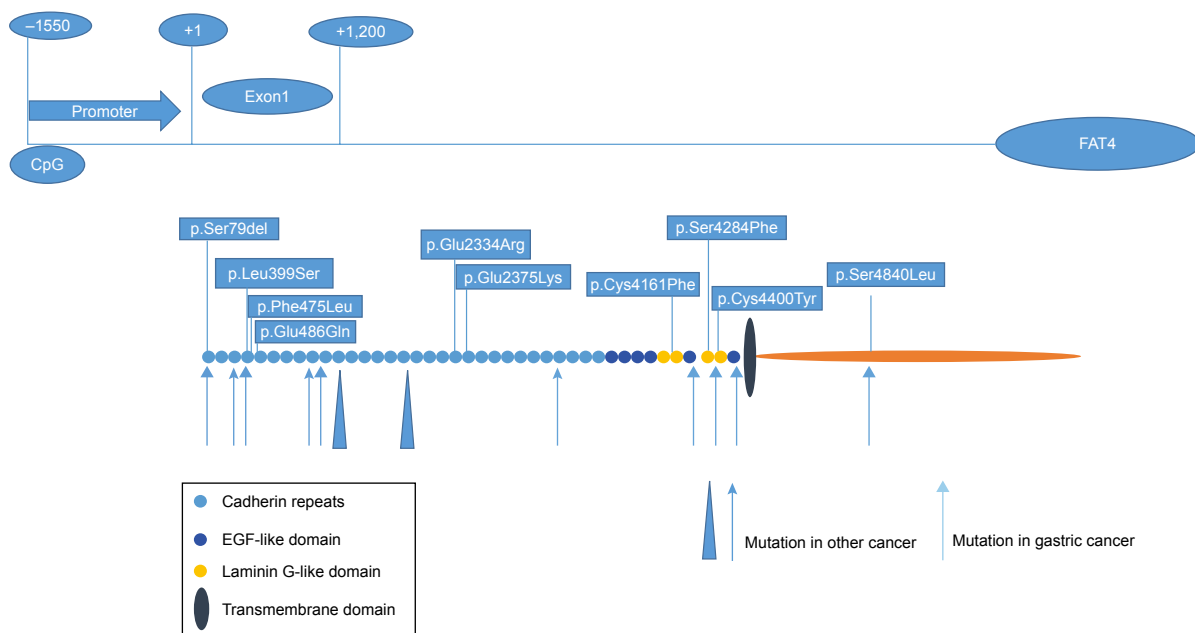 –1550
+1
+1,200
Promoter
Exon1
CpG
FAT4
p.Ser79del
p.Leu399Ser
p.Phe475Leu
p.Glu486Gln
p.Glu2334Arg
p.Glu2375Lys
p.Cys4161Phe
p.Ser4284Phe
p.Cys4400Tyr
p.Ser4840Leu
Cadherin repeats
EGF-like domain
Laminin G-like domain
Transmembrane domain
Mutation in other cancer
Mutation in gastric cancer